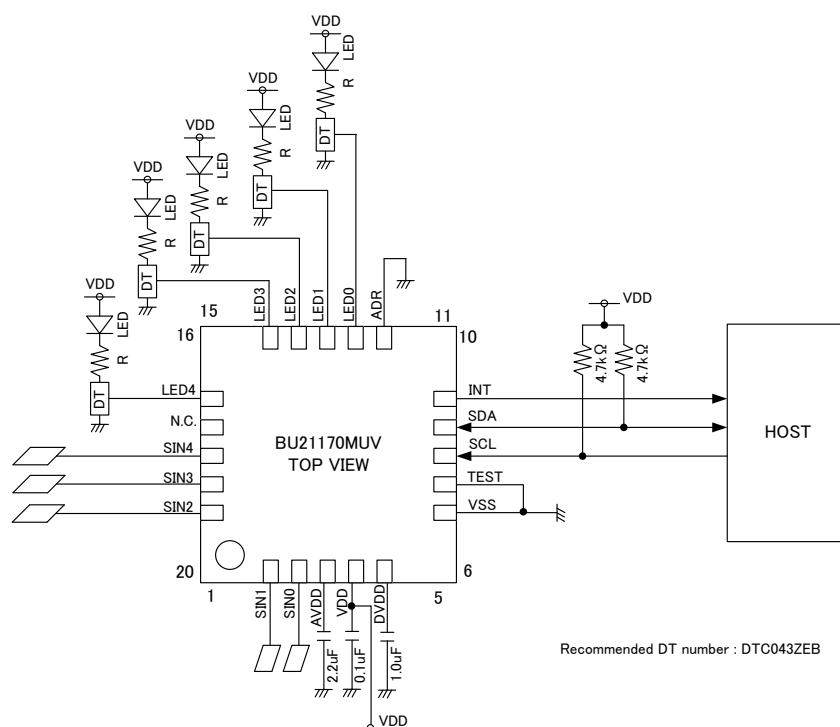 VDD
LED
R
DT
VDD
LED
R
DT
VDD
LED
R
DT
VDD
LED
R
DT
VDD
LED
R
DT
15
16
LED3
LED2
LED1
LED0
ADR
11
10
VDD
4.7kΩ
4.7kΩ
LED4
N.C.
SIN4
SIN3
SIN2
BU21170MUV
TOP VIEW
INT
SDA
SCL
TEST
VSS
HOST
20
1
SIN1
SIN0
AVDD
VDD
DVDD
5
6
2.2uF
0.1uF
1.0uF
VDD
Recommended DT number : DTC043ZEB